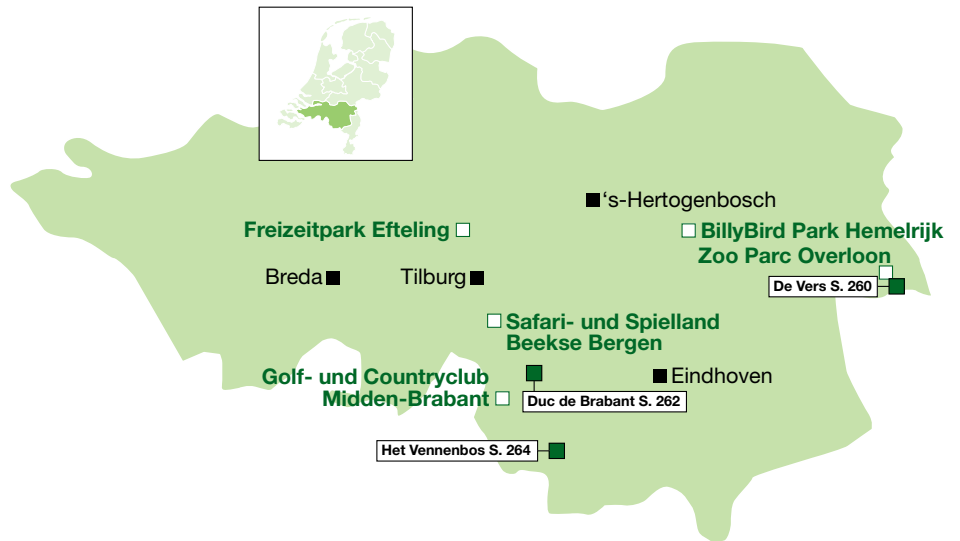 ‘s-Hertogenbosch
Freizeitpark Efteling
BillyBird Park Hemelrijk
Zoo Parc Overloon
Breda
Tilburg
De Vers S. 260
Safari- und Spielland
Beekse Bergen
Golf- und Countryclub
Midden-Brabant
Eindhoven
Duc de Brabant S. 262
Het Vennenbos S. 264